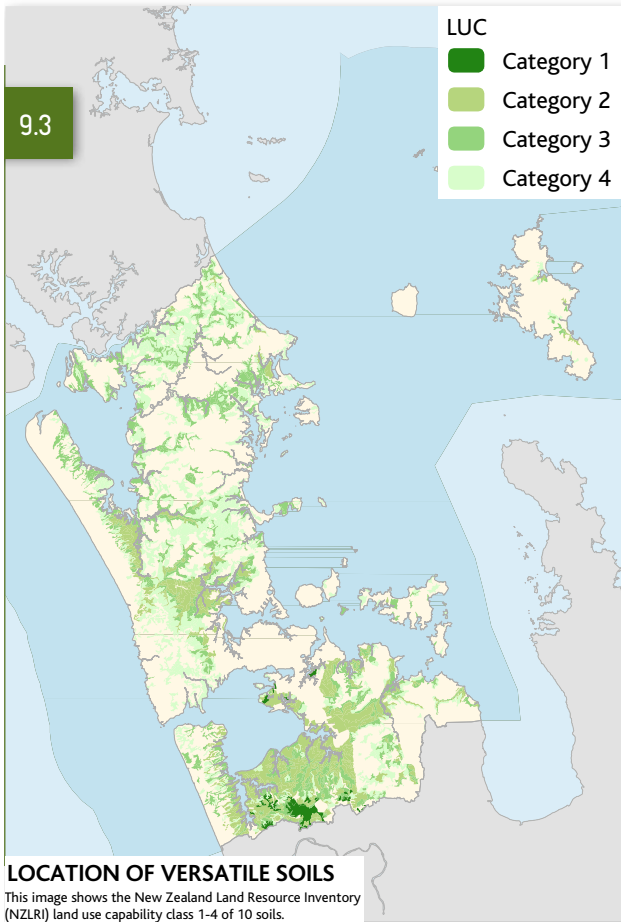 9.3
LUC
Category 1
Category 2
Category 3
Category 4
LOCATION OF VERSATILE SOILS
This image shows the New Zealand Land Resource Inventory
(NZLRI) land use capability class 1-4 of 10 soils.